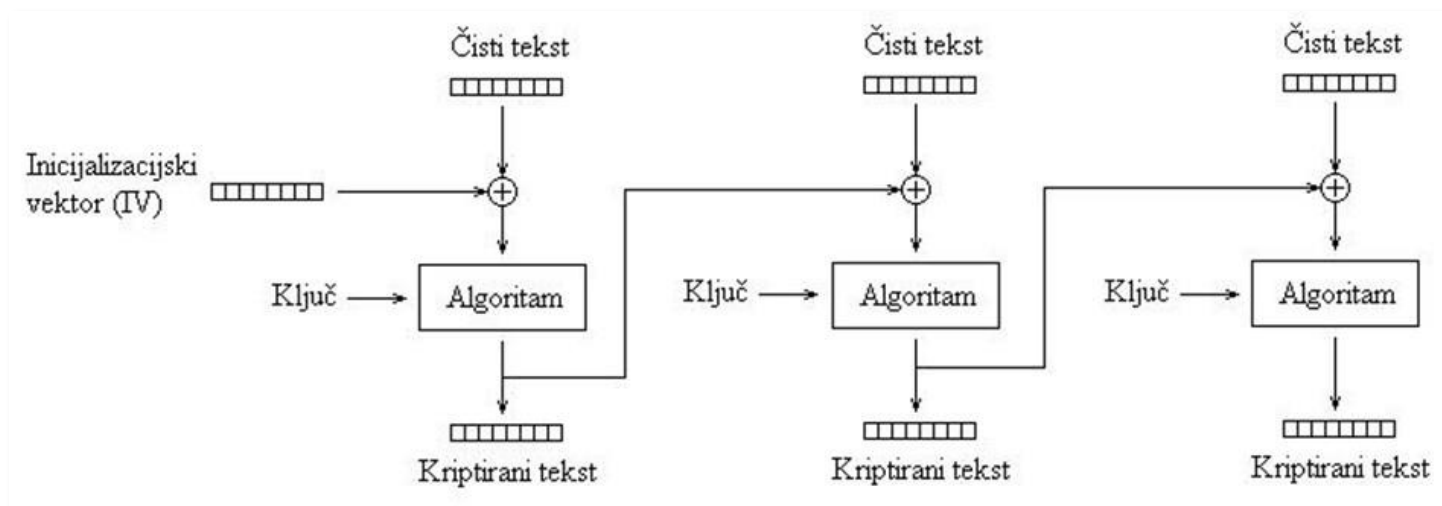 Čisti tekst
Čisti tekst
Čisti tekst
Inicijalizacijski
vektor (IV)
Ključ
Algoritam
Ključ
Algoritam
Ključ
Algoritam
Kriptirani tekst
Kriptirani tekst
Kriptirani tekst